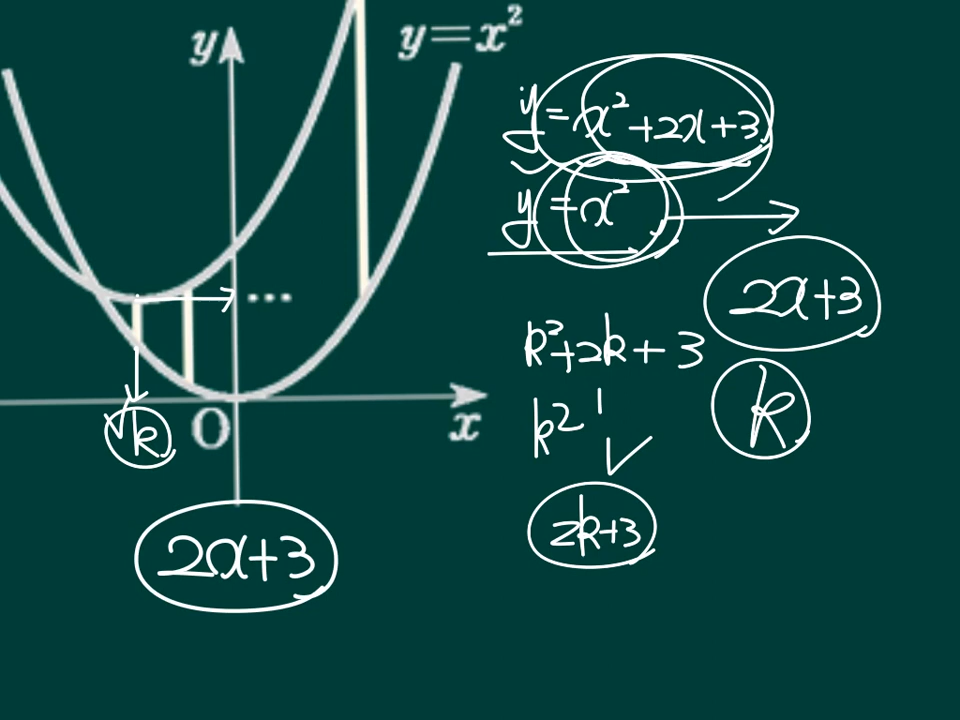 y
y=x²
y=x²+2x+3
y=x²
2x+3
...
k²+2k+3
k
k²
k
O
x
2k+3
2x+3